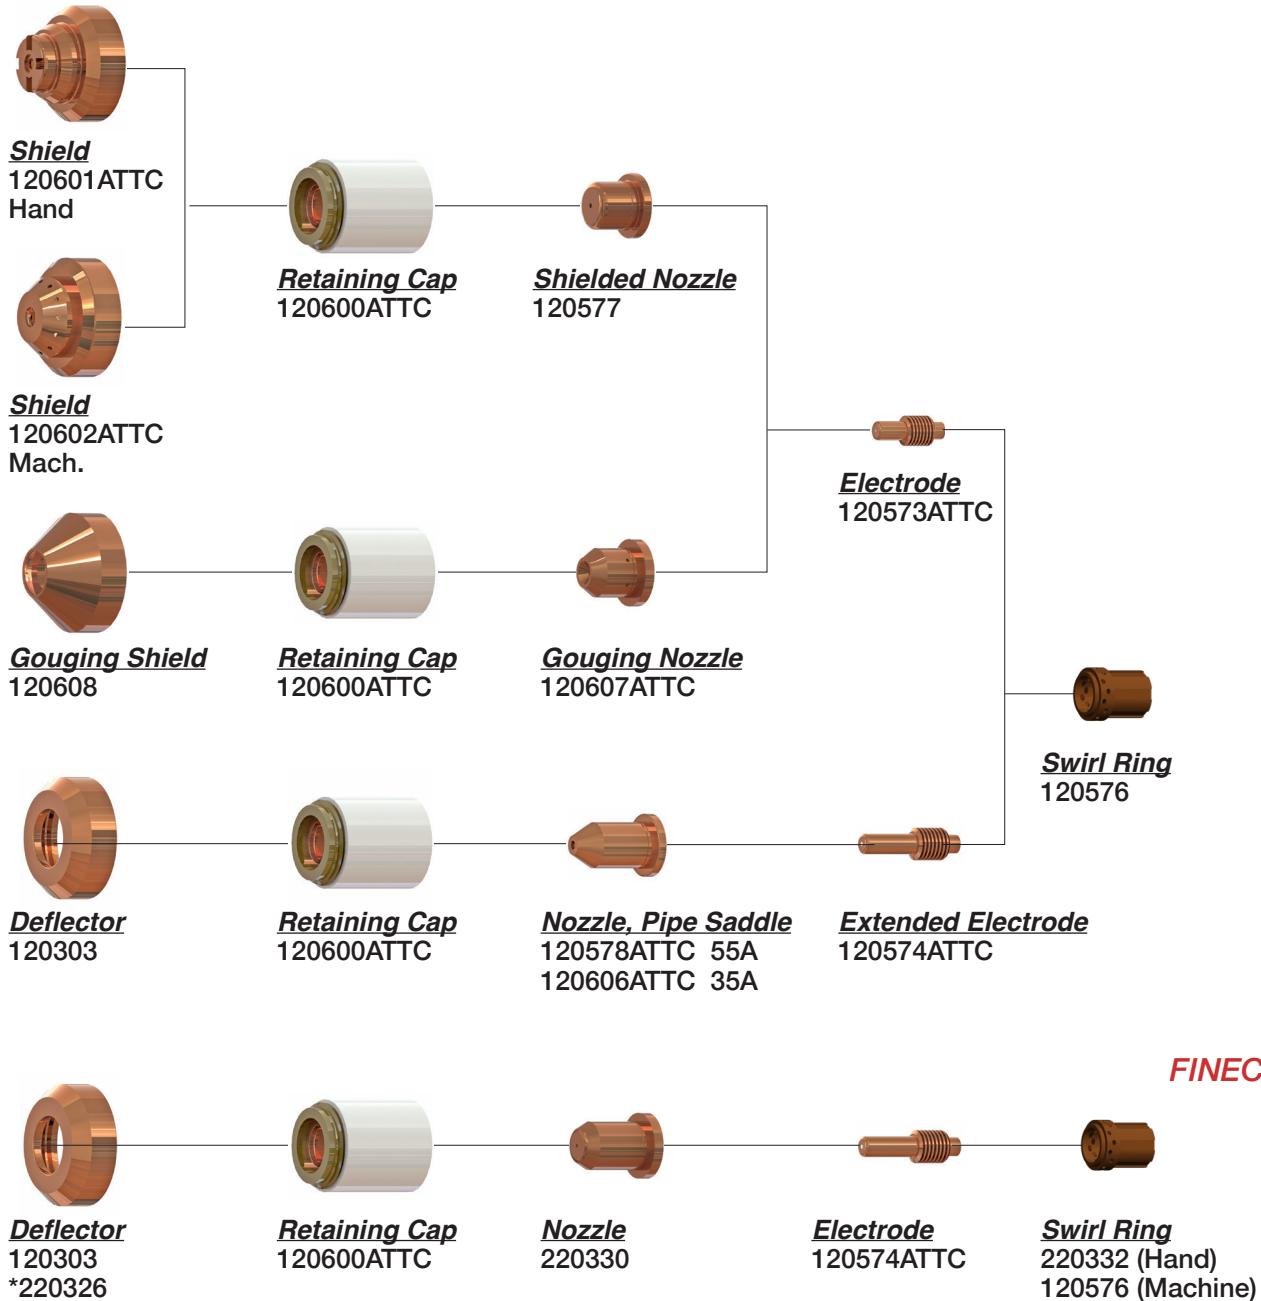 Shield
120601ATTC
Hand
Retaining Cap
120600ATTC
Shielded Nozzle
120577
Shield
120602ATTC
Mach.
Electrode
120573ATTC
Gouging Shield
120608
Retaining Cap
120600ATTC
Gouging Nozzle
120607ATTC
Swirl Ring
120576
Deflector
120303
Retaining Cap
120600ATTC
Nozzle, Pipe Saddle
120578ATTC 55A
120606ATTC 35A
Extended Electrode
120574ATTC
FINEC
Deflector
120303
*220326
Retaining Cap
120600ATTC
Nozzle
220330
Electrode
120574ATTC
Swirl Ring
220332 (Hand)
120576 (Machine)